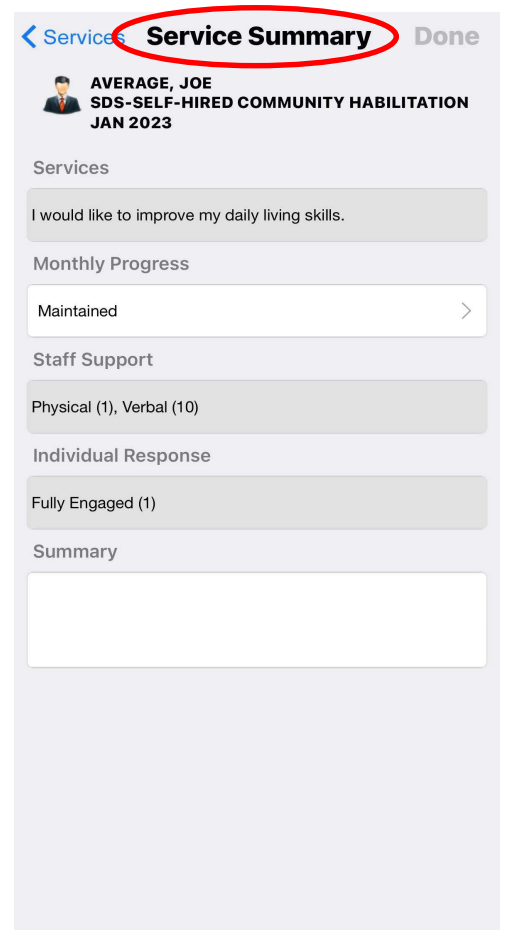 Services Service Summary Done
AVERAGE, JOE
SDS-SELF-HIRED COMMUNITY HABILITATION
JAN 2023
Services
I would like to improve my daily living skills.
Monthly Progress
Maintained
Staff Support
Physical (1), Verbal (10)
Individual Response
Fully Engaged (1)
Summary